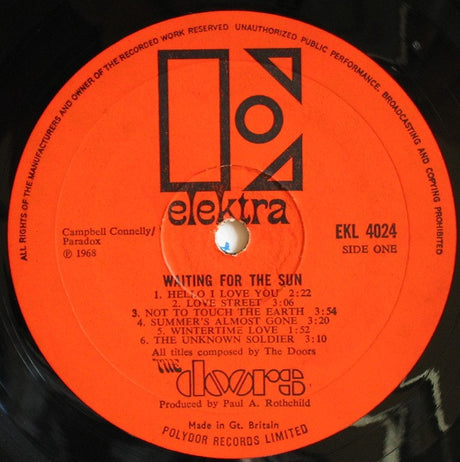 ALL RIGHTS OF THE MANUFACTURERS AND OWNER OF THE RECORDED WORK RESERVED UNAUTHORIZED PUBLIC PERFORMANCE, BROADCASTING AND COPYING PROHIBITED
elektra
Campbell Connelly/
Paradox
℗ 1968
EKL 4024
SIDE ONE
WAITING FOR THE SUN
1. HELLO I LOVE YOU 2:22
2. LOVE STREET 3:06
3. NOT TO TOUCH THE EARTH 3:54
4. SUMMER'S ALMOST GONE 3:20
5. WINTERTIME LOVE 1:52
6. THE UNKNOWN SOLDIER 3:10
All titles composed by The Doors
THE doors
Produced by Paul A. Rothchild
Made in Gt. Britain
POLYDOR RECORDS LIMITED